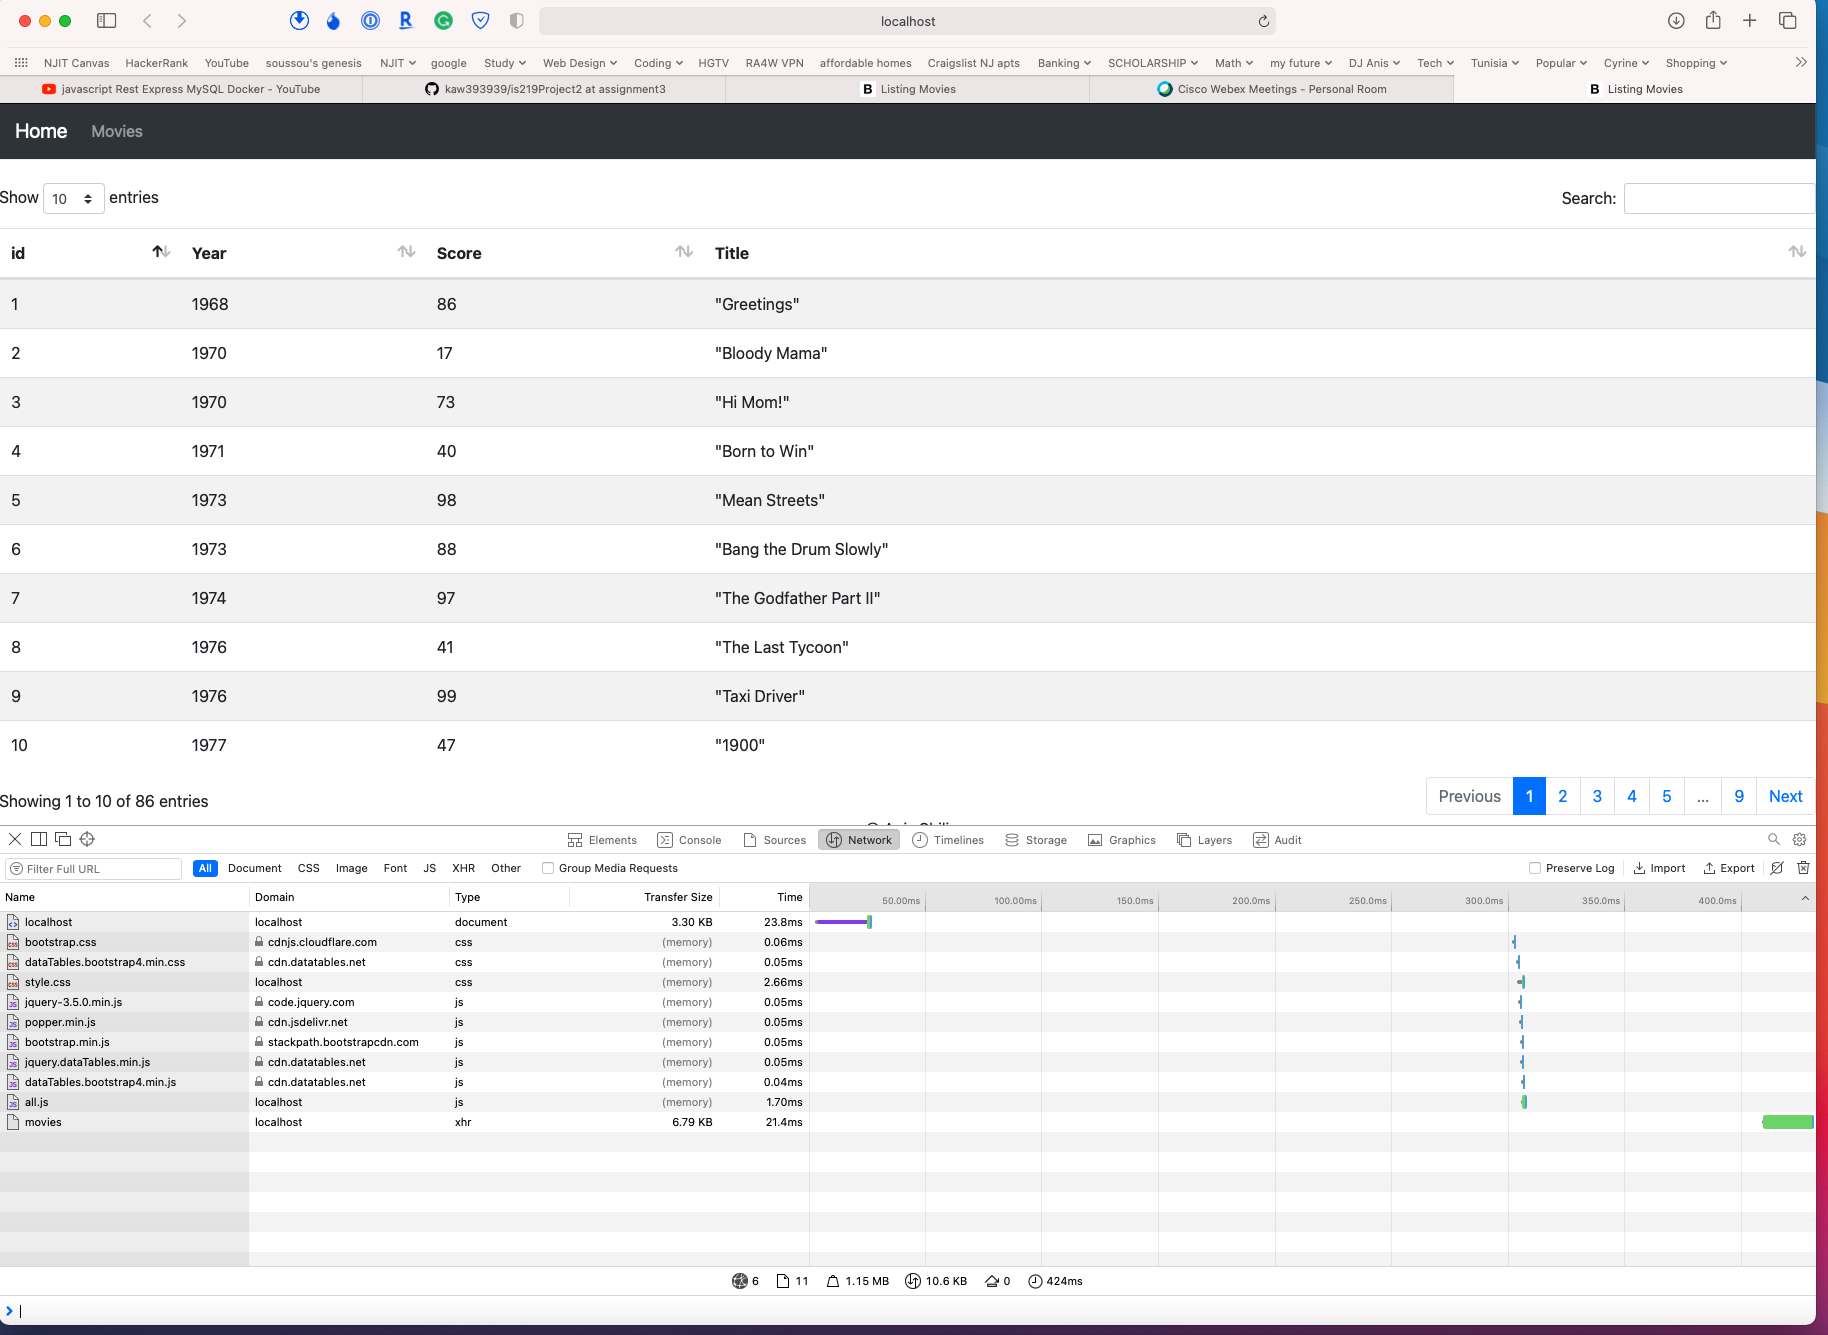 localhost
NJIT Canvas HackerRank YouTube soussou's genesis NJIT google Study Web Design Coding HGTV RA4W VPN affordable homes Craigslist NJ apts Banking SCHOLARSHIP Math my future DJ Anis Tech Tunisia Popular Cyrine Shopping
javascript Rest Express MySQL Docker - YouTube kaw393939/is219Project2 at assignment3 B Listing Movies Cisco Webex Meetings - Personal Room B Listing Movies
Home Movies
Show 10 entries Search:
id Year Score Title
1 1968 86 "Greetings"
2 1970 17 "Bloody Mama"
3 1970 73 "Hi Mom!"
4 1971 40 "Born to Win"
5 1973 98 "Mean Streets"
6 1973 88 "Bang the Drum Slowly"
7 1974 97 "The Godfather Part II"
8 1976 41 "The Last Tycoon"
9 1976 99 "Taxi Driver"
10 1977 47 "1900"
Showing 1 to 10 of 86 entries Previous 1 2 3 4 5 ... 9 Next
Elements Console Sources Network Timelines Storage Graphics Layers Audit
Filter Full URL All Document CSS Image Font JS XHR Other Group Media Requests Preserve Log Import Export
Name Domain Type Transfer Size Time 50.00ms 100.00ms 150.0ms 200.0ms 250.0ms 300.0ms 350.0ms 400.0ms
localhost localhost document 3.30 KB 23.8ms
bootstrap.css cdnjs.cloudflare.com css (memory) 0.06ms
dataTables.bootstrap4.min.css cdn.datatables.net css (memory) 0.05ms
style.css localhost css (memory) 2.66ms
jquery-3.5.0.min.js code.jquery.com js (memory) 0.05ms
popper.min.js cdn.jsdelivr.net js (memory) 0.05ms
bootstrap.min.js stackpath.bootstrapcdn.com js (memory) 0.05ms
jquery.dataTables.min.js cdn.datatables.net js (memory) 0.05ms
dataTables.bootstrap4.min.js cdn.datatables.net js (memory) 0.04ms
all.js localhost js (memory) 1.70ms
movies localhost xhr 6.79 KB 21.4ms
6 11 1.15 MB 10.6 KB 0 424ms